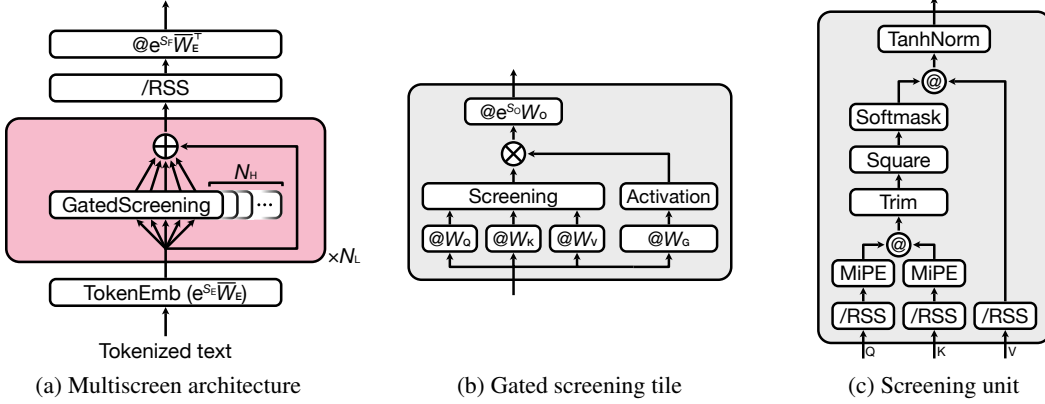 @e^{S_F} W̅_E^⊤
/RSS
⊕
N_H
GatedScreening ...
×N_L
TokenEmb (e^{S_E} W̅_E)
Tokenized text
(a) Multiscreen architecture
@e^{S_O} W_O
⊗
Screening Activation
@W_Q @W_K @W_V @W_G
(b) Gated screening tile
TanhNorm
@
Softmask
Square
Trim
@
MiPE MiPE
/RSS /RSS /RSS
Q K V
(c) Screening unit